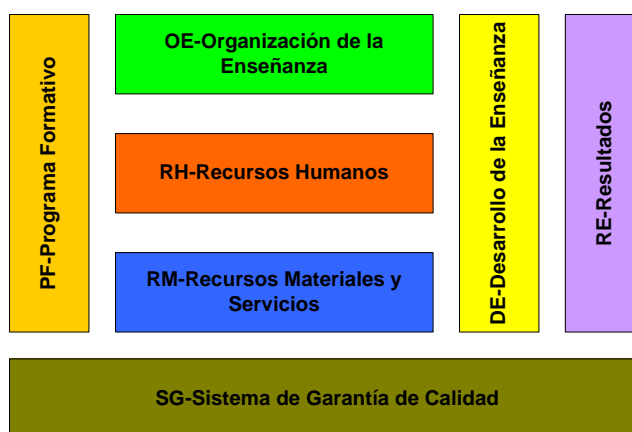 PF-Programa Formativo
OE-Organización de la
Enseñanza
RH-Recursos Humanos
RM-Recursos Materiales y
Servicios
DE-Desarrollo de la Enseñanza
RE-Resultados
SG-Sistema de Garantía de Calidad